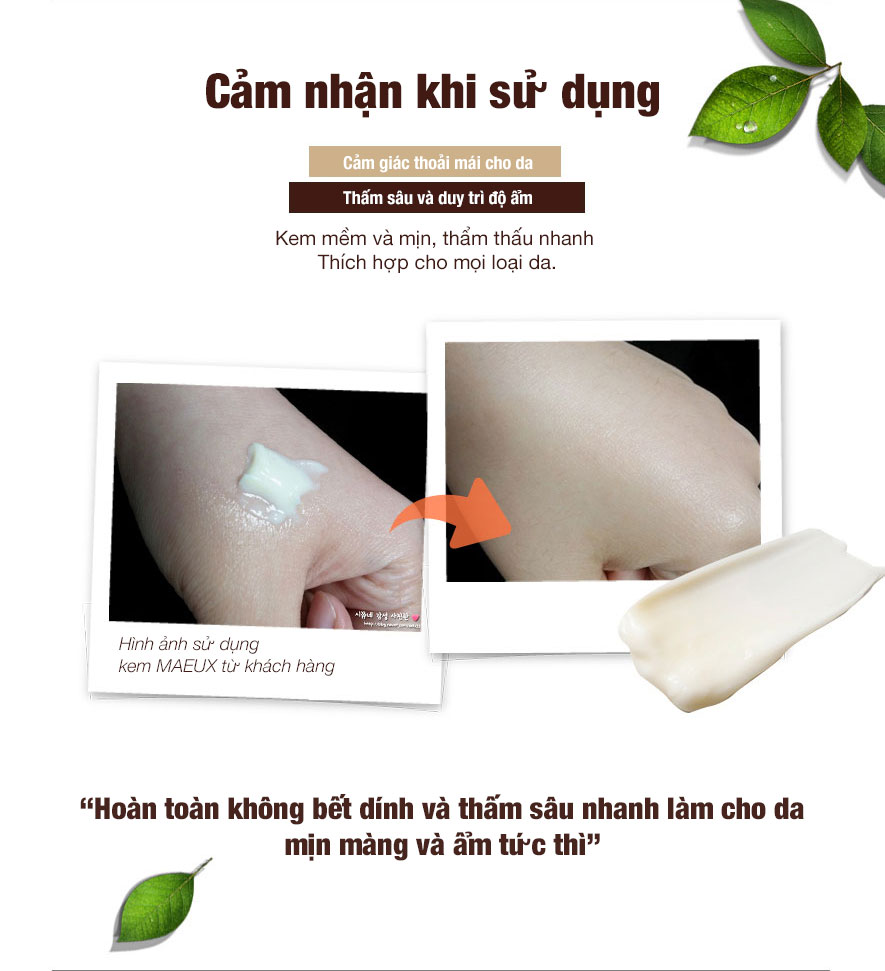 Cảm nhận khi sử dụng
Cảm giác thoải mái cho da
Thấm sâu và duy trì độ ẩm
Kem mềm và mịn, thẩm thấu nhanh
Thích hợp cho mọi loại da.
Hình ảnh sử dụng
kem MAEUX từ khách hàng
“Hoàn toàn không bết dính và thấm sâu nhanh làm cho da
mịn màng và ẩm tức thì”